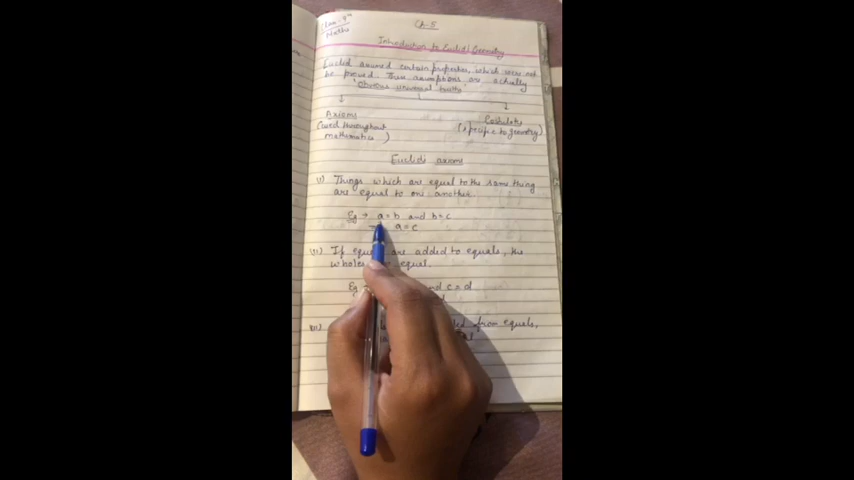 Class-9th
Maths
Ch-5
Introduction to Euclid Geometry
Euclid assumed certain properties, which were not
be proved. These assumptions are actually
"Obvious universal truths"
Axioms
(used throughout
mathematics)
Postulates
(specific to geometry)
Euclid's axioms
(i) Things which are equal to the same thing
are equal to one another.
Eg → a=b and b=c
a=c
(ii) If equals are added to equals, the
wholes equal.
Eg and c=d
(iii) from equals,